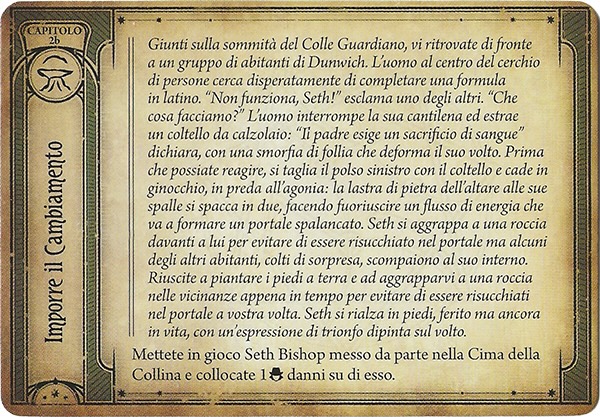 CAPITOLO
2b
Imporre il Cambiamento
Giunti sulla sommità del Colle Guardiano, vi ritrovate di fronte
a un gruppo di abitanti di Dunwich. L'uomo al centro del cerchio
di persone cerca disperatamente di completare una formula
in latino. “Non funziona, Seth!” esclama uno degli altri. “Che
cosa facciamo?” L'uomo interrompe la sua cantilena ed estrae
un coltello da calzolaio: “Il padre esige un sacrificio di sangue”
dichiara, con una smorfia di follia che deforma il suo volto. Prima
che possiate reagire, si taglia il polso sinistro con il coltello e cade in
ginocchio, in preda all'agonia: la lastra di pietra dell'altare alle sue
spalle si spacca in due, facendo fuoriuscire un flusso di energia che
va a formare un portale spalancato. Seth si aggrappa a una roccia
davanti a lui per evitare di essere risucchiato nel portale ma alcuni
degli altri abitanti, colti di sorpresa, scompaiono al suo interno.
Riuscite a piantare i piedi a terra e ad aggrapparvi a una roccia
nelle vicinanze appena in tempo per evitare di essere risucchiati
nel portale a vostra volta. Seth si rialza in piedi, ferito ma ancora
in vita, con un'espressione di trionfo dipinta sul volto.
Mettete in gioco Seth Bishop messo da parte nella Cima della
Collina e collocate 1 danni su di esso.